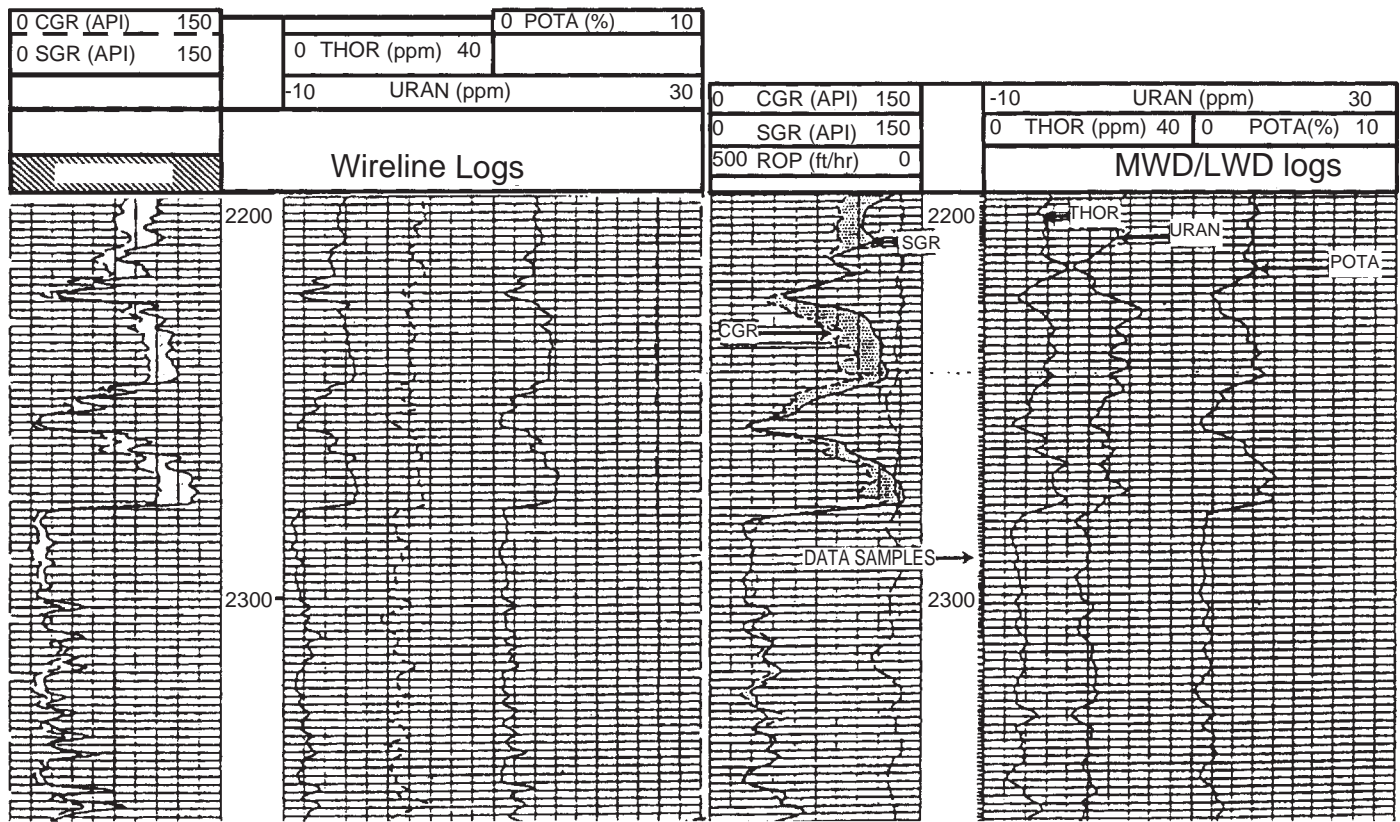 0 CGR (API) 150
0 SGR (API) 150
0 POTA (%) 10
0 THOR (ppm) 40
-10 URAN (ppm) 30
Wireline Logs
2200
2300
0 CGR (API) 150
0 SGR (API) 150
500 ROP (ft/hr) 0
-10 URAN (ppm) 30
0 THOR (ppm) 40 0 POTA(%) 10
MWD/LWD logs
2200
THOR
URAN
SGR
POTA
CGR
DATA SAMPLES
2300